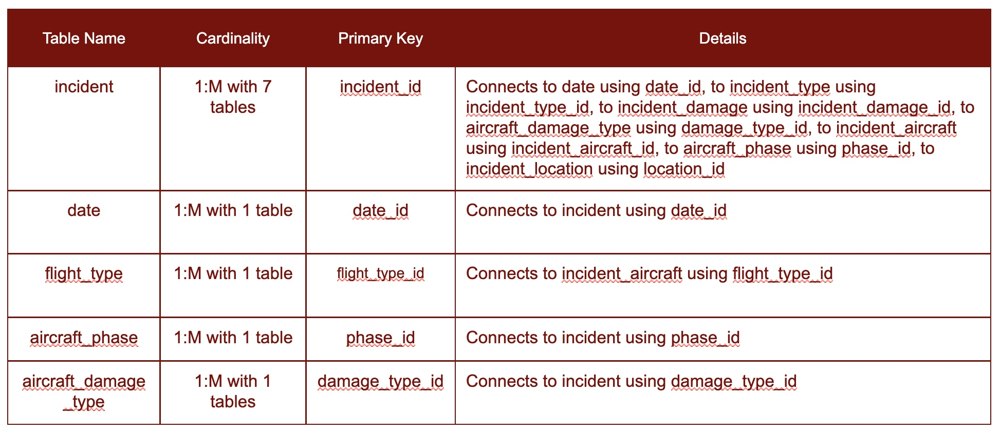 Table Name
Cardinality
Primary Key
Details
incident
1:M with 7
tables
incident_id
Connects to date using date_id, to incident_type using
incident_type_id, to incident_damage using incident_damage_id, to
aircraft_damage_type using damage_type_id, to incident_aircraft
using incident_aircraft_id, to aircraft_phase using phase_id, to
incident_location using location_id
date
1:M with 1 table
date_id
Connects to incident using date_id
flight_type
1:M with 1 table
flight_type_id
Connects to incident_aircraft using flight_type_id
aircraft_phase
1:M with 1 table
phase_id
Connects to incident using phase_id
aircraft_damage
_type
1:M with 1
tables
damage_type_id
Connects to incident using damage_type_id